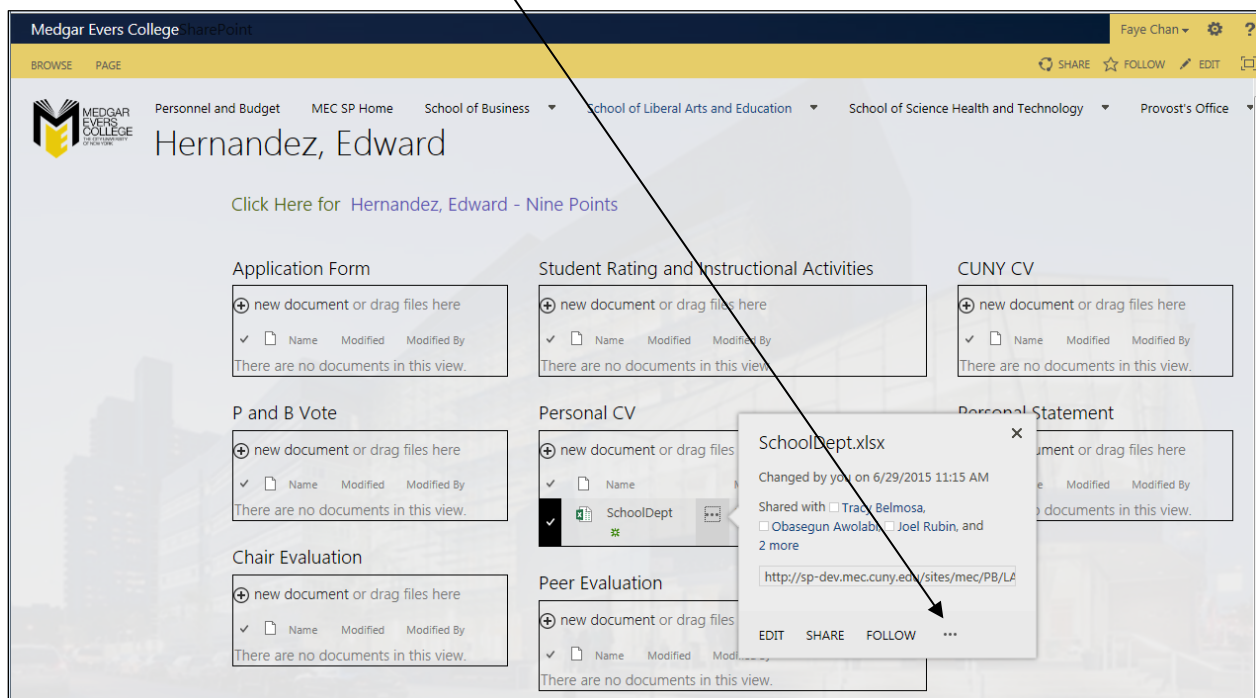 Medgar Evers College SharePoint
Faye Chan
?
BROWSE PAGE
SHARE FOLLOW EDIT
MEDGAR
EVERS
COLLEGE
Personnel and Budget MEC SP Home School of Business School of Liberal Arts and Education School of Science Health and Technology Provost's Office
Hernandez, Edward
Click Here for Hernandez, Edward - Nine Points
Application Form
new document or drag files here
Name Modified Modified By
There are no documents in this view.
Student Rating and Instructional Activities
new document or drag files here
Name Modified Modified By
There are no documents in this view.
CUNY CV
new document or drag files here
Name Modified Modified By
There are no documents in this view.
P and B Vote
new document or drag files here
Name Modified Modified By
There are no documents in this view.
Personal CV
new document or drag files
Name
SchoolDept
Personal Statement
drag files here
Modified Modified By
documents in this view.
SchoolDept.xlsx
Changed by you on 6/29/2015 11:15 AM
Shared with Tracy Belmosa,
Obasegun Awolabi, Joel Rubin, and
2 more
http://sp-dev.mec.cuny.edu/sites/mec/PB/LA
EDIT SHARE FOLLOW ...
Chair Evaluation
new document or drag files here
Name Modified Modified By
There are no documents in this view.
Peer Evaluation
new document or drag files
Name Modified
There are no documents in this view.